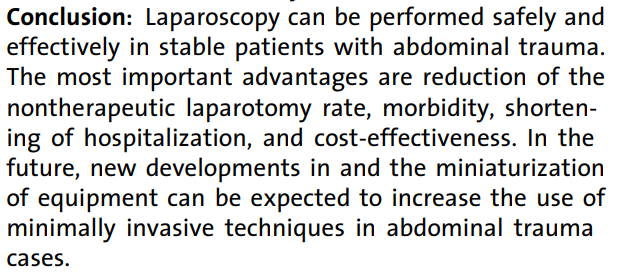 Conclusion: Laparoscopy can be performed safely and
effectively in stable patients with abdominal trauma.
The most important advantages are reduction of the
nontherapeutic laparotomy rate, morbidity, shorten-
ing of hospitalization, and cost-effectiveness. In the
future, new developments in and the miniaturization
of equipment can be expected to increase the use of
minimally invasive techniques in abdominal trauma
cases.